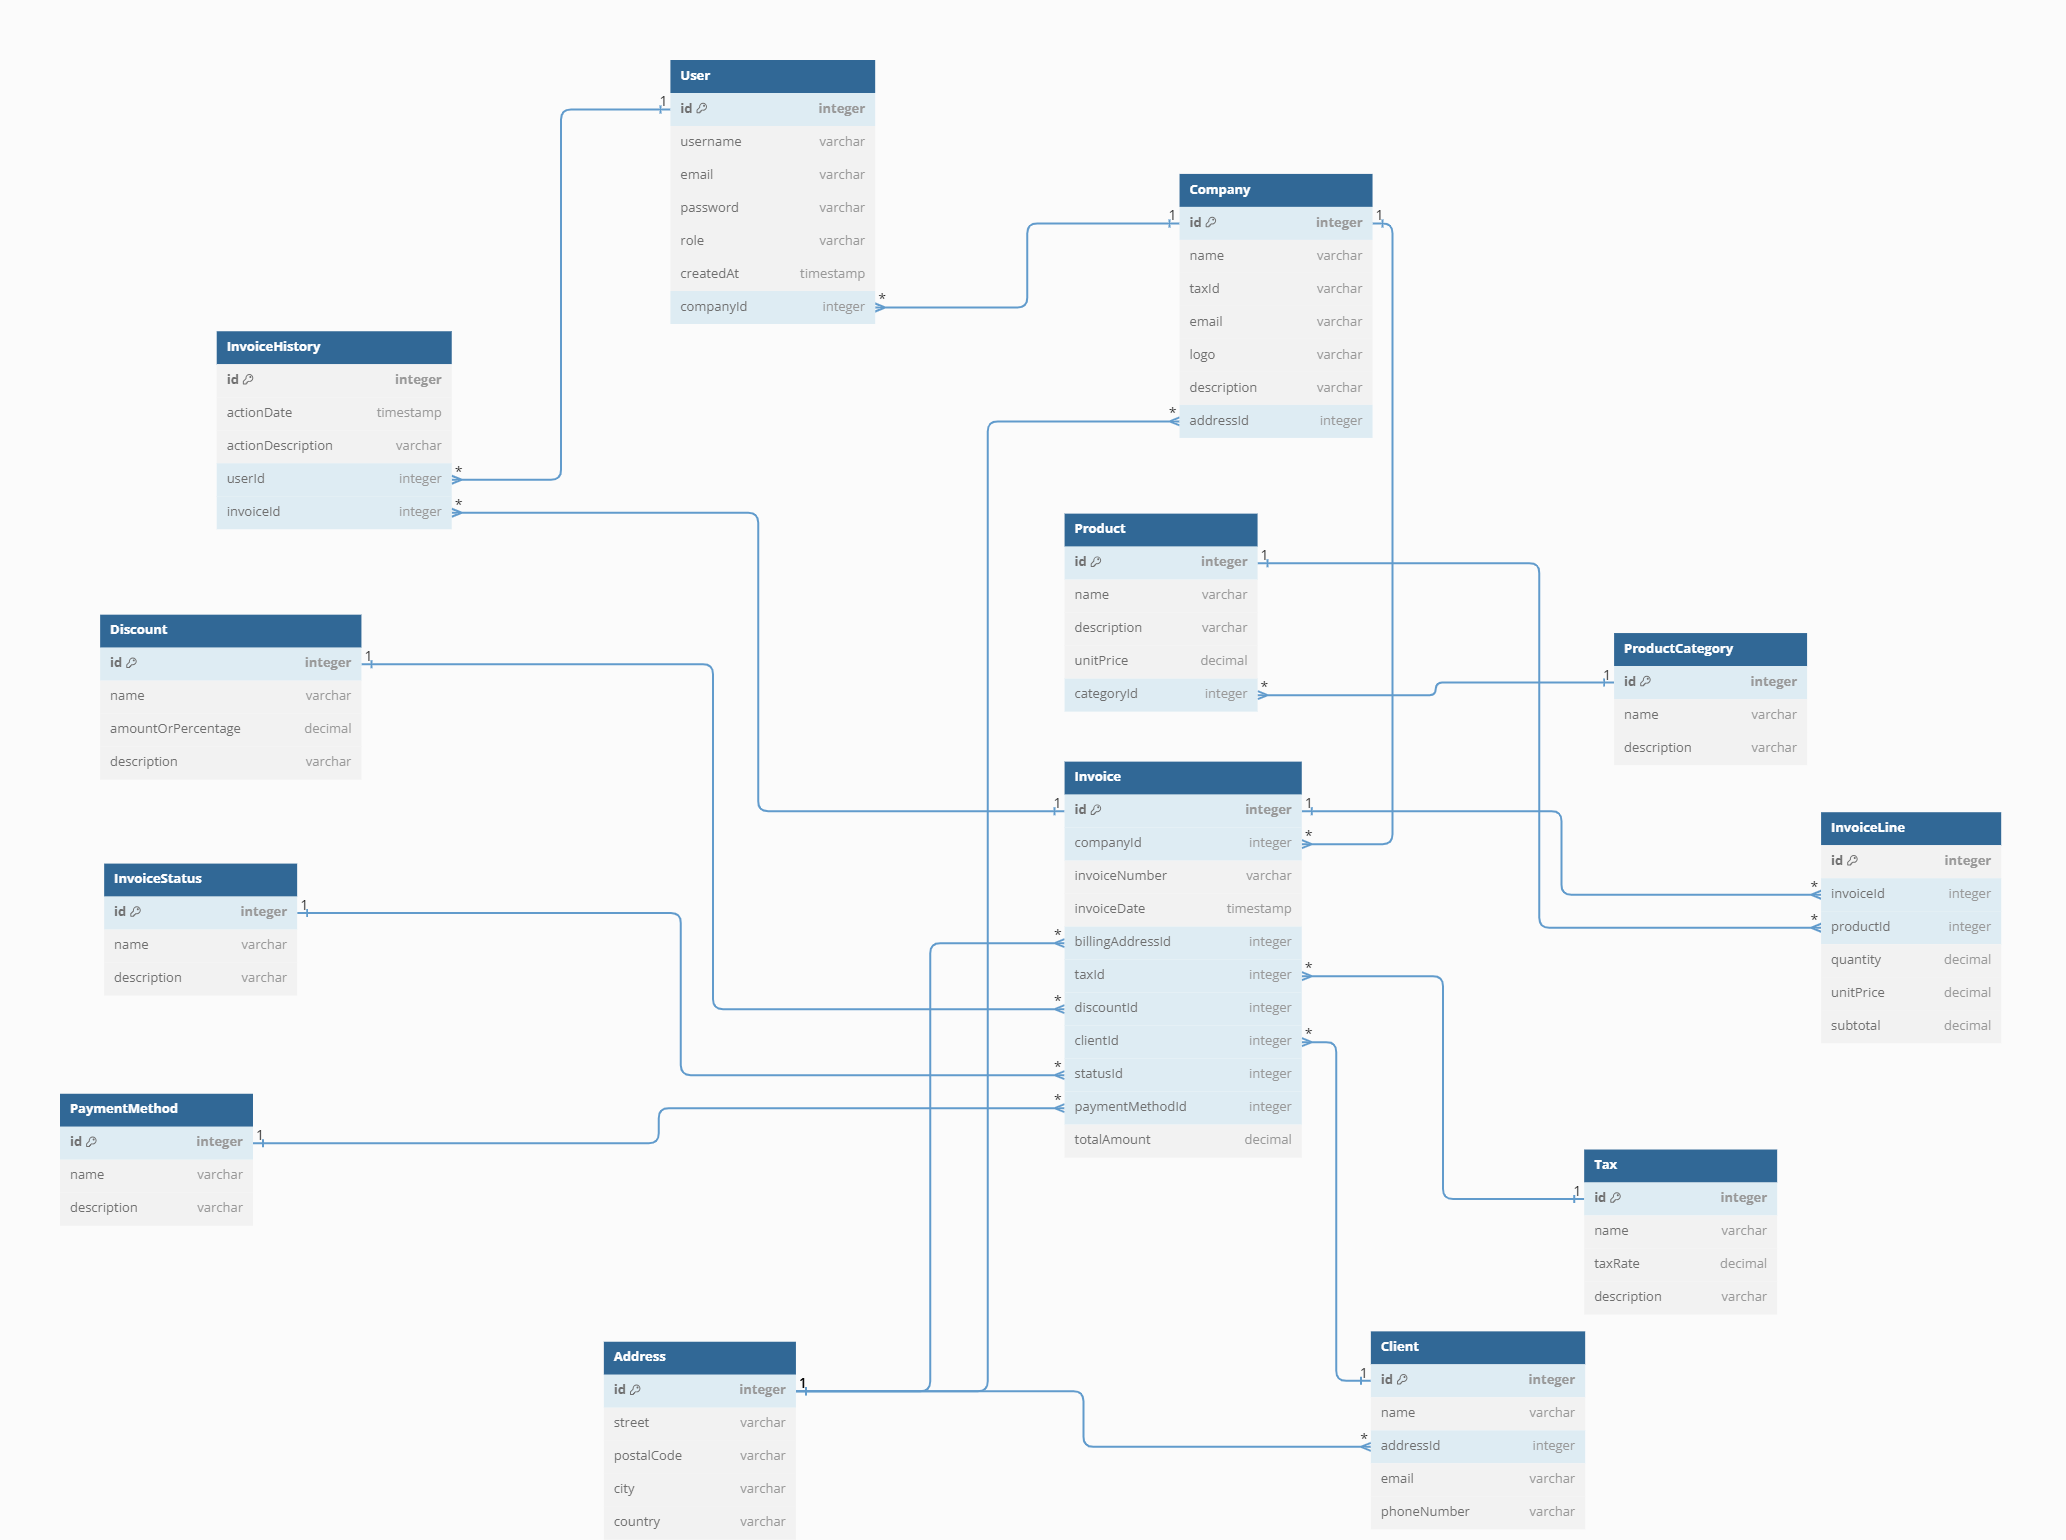 User
1
id integer
username varchar
email varchar
password varchar
role varchar
createdAt timestamp
companyId integer
*
Company
1 1
id integer
name varchar
taxId varchar
email varchar
logo varchar
description varchar
*
addressId integer
InvoiceHistory
id integer
actionDate timestamp
actionDescription varchar
userId integer
*
invoiceId integer
*
Product
id integer
1
name varchar
description varchar
unitPrice decimal
categoryId integer
*
Discount
id integer
1
name varchar
amountOrPercentage decimal
description varchar
ProductCategory
1
id integer
name varchar
description varchar
Invoice
1 1
id integer
companyId integer
*
invoiceNumber varchar
invoiceDate timestamp
*
billingAddressId integer
taxId integer
*
*
discountId integer
clientId integer
*
*
statusId integer
*
paymentMethodId integer
totalAmount decimal
InvoiceLine
id integer
*
invoiceId integer
*
productId integer
quantity decimal
unitPrice decimal
subtotal decimal
InvoiceStatus
id integer
1
name varchar
description varchar
PaymentMethod
id integer
1
name varchar
description varchar
Tax
1
id integer
name varchar
taxRate decimal
description varchar
Address
id integer
1
street varchar
postalCode varchar
city varchar
country varchar
Client
1
id integer
name varchar
*
addressId integer
email varchar
phoneNumber varchar